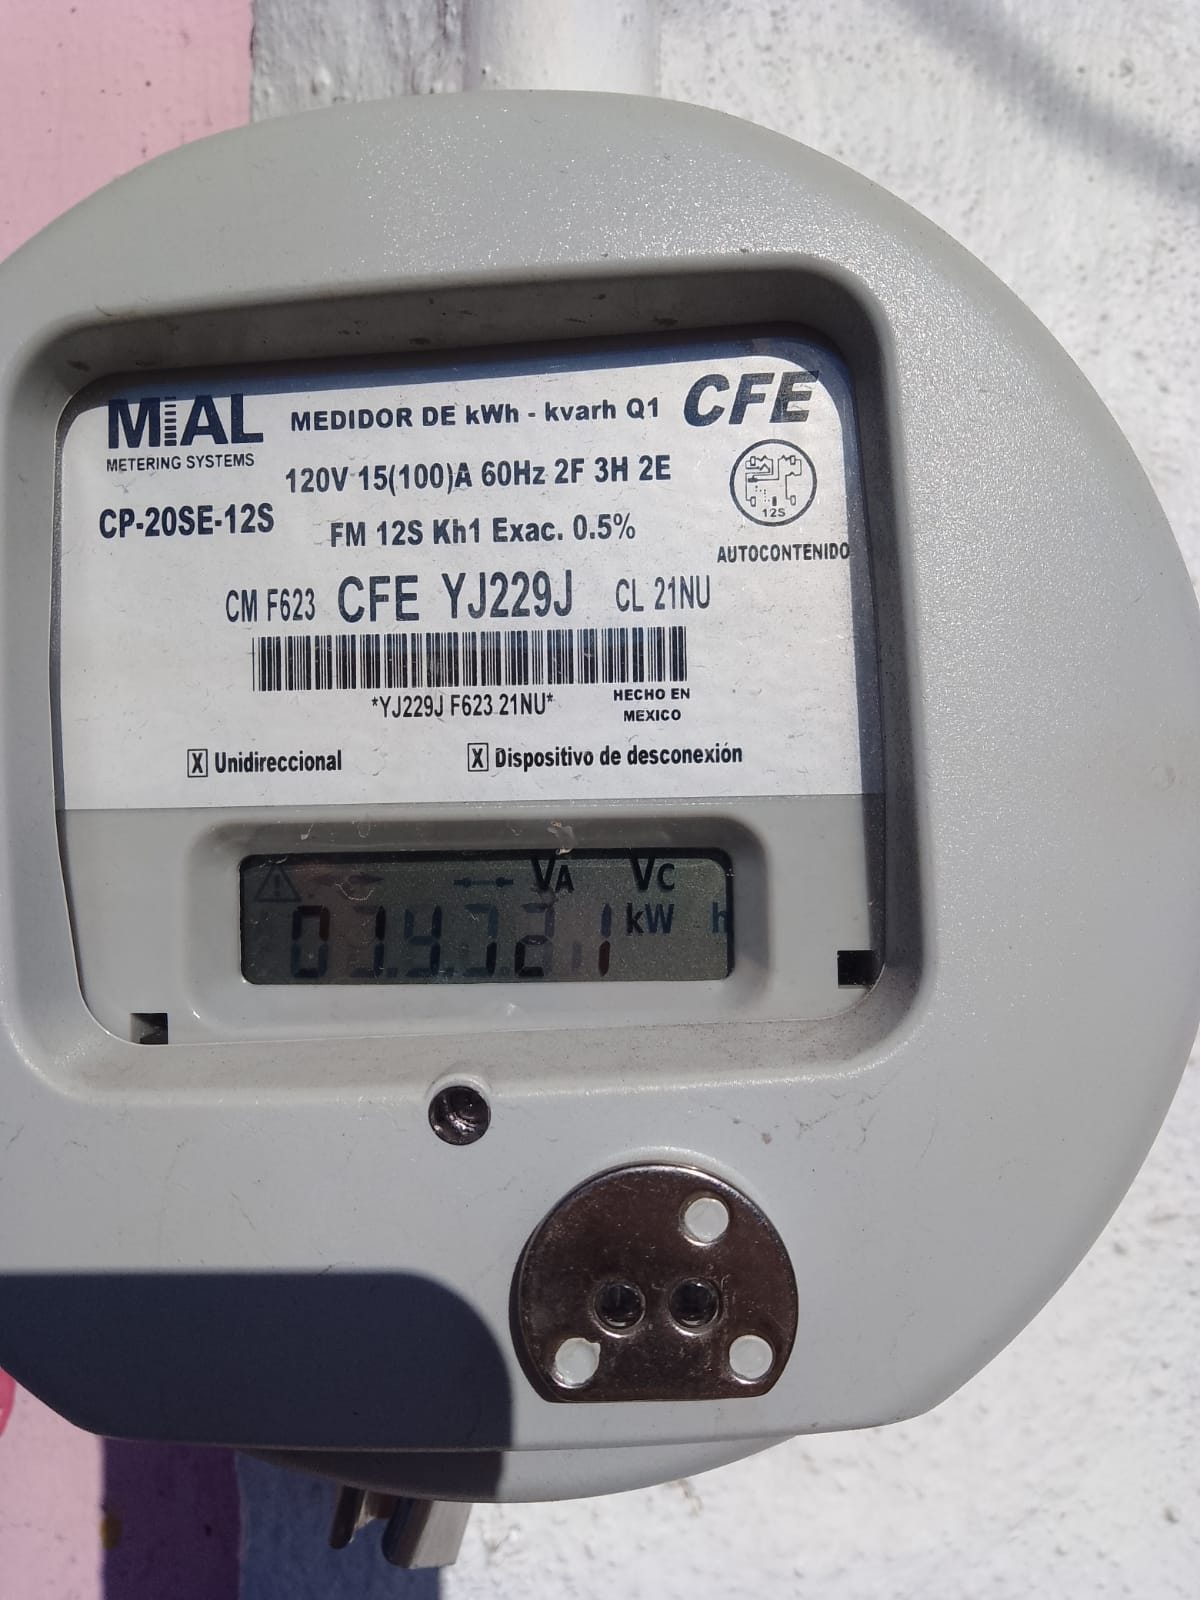 MIAL
METERING SYSTEMS
MEDIDOR DE kWh - kvarh Q1
CFE
120V 15(100)A 60Hz 2F 3H 2E
CP-20SE-12S
FM 12S Kh1 Exac. 0.5%
12S
AUTOCONTENIDO
CM F623 CFE YJ229J CL 21NU
*YJ229J F623 21NU*
HECHO EN
MEXICO
X Unidireccional
X Dispositivo de desconexión
VA VC
kW h